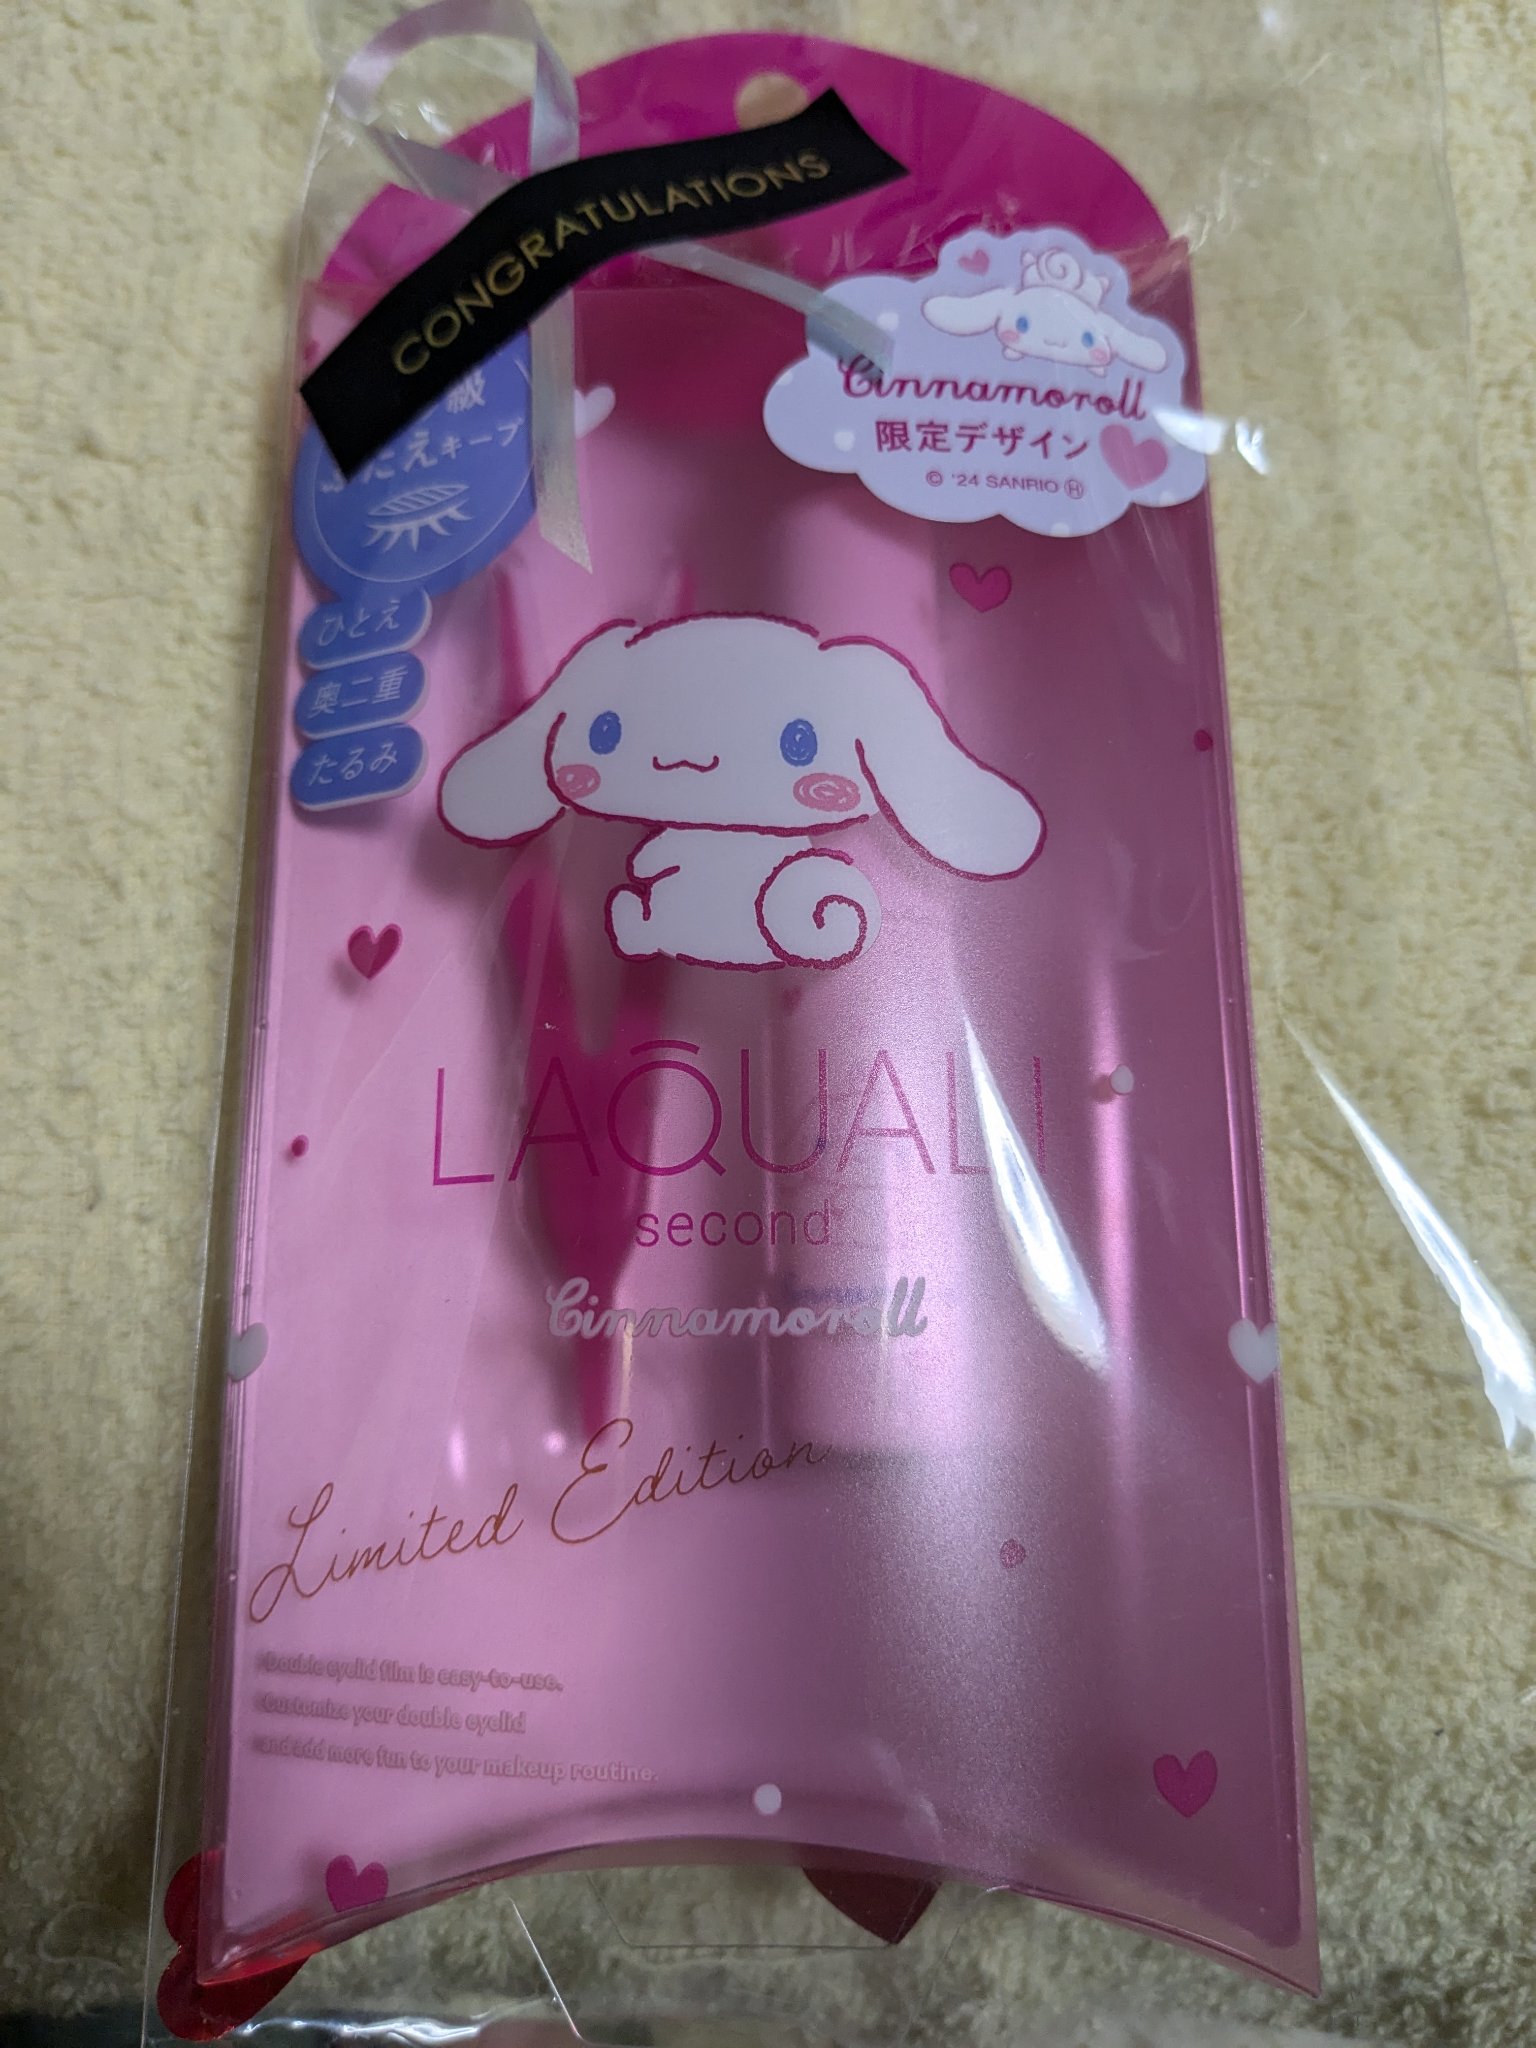 CONGRATULATIONS
Cinnamoroll
限定デザイン
© '24 SANRIO Ⓗ
級
ふたえキープ
ひとえ
奥二重
たるみ
LAQUALI
second
Cinnamoroll
Limited Edition
Double eyelid film is easy-to-use.
Customize your double eyelid
and add more fun to your makeup routine.